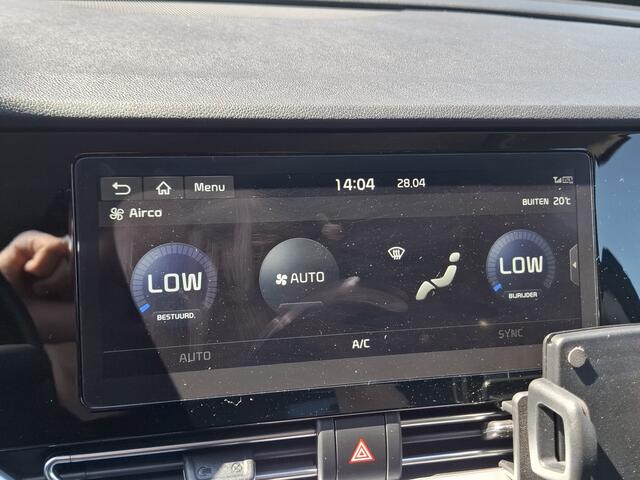 Menu 14:04 28.04
Airco BUITEN 20°c
LOW AUTO LOW
BESTUURD. BIJRIJDER
AUTO A/C SYNC